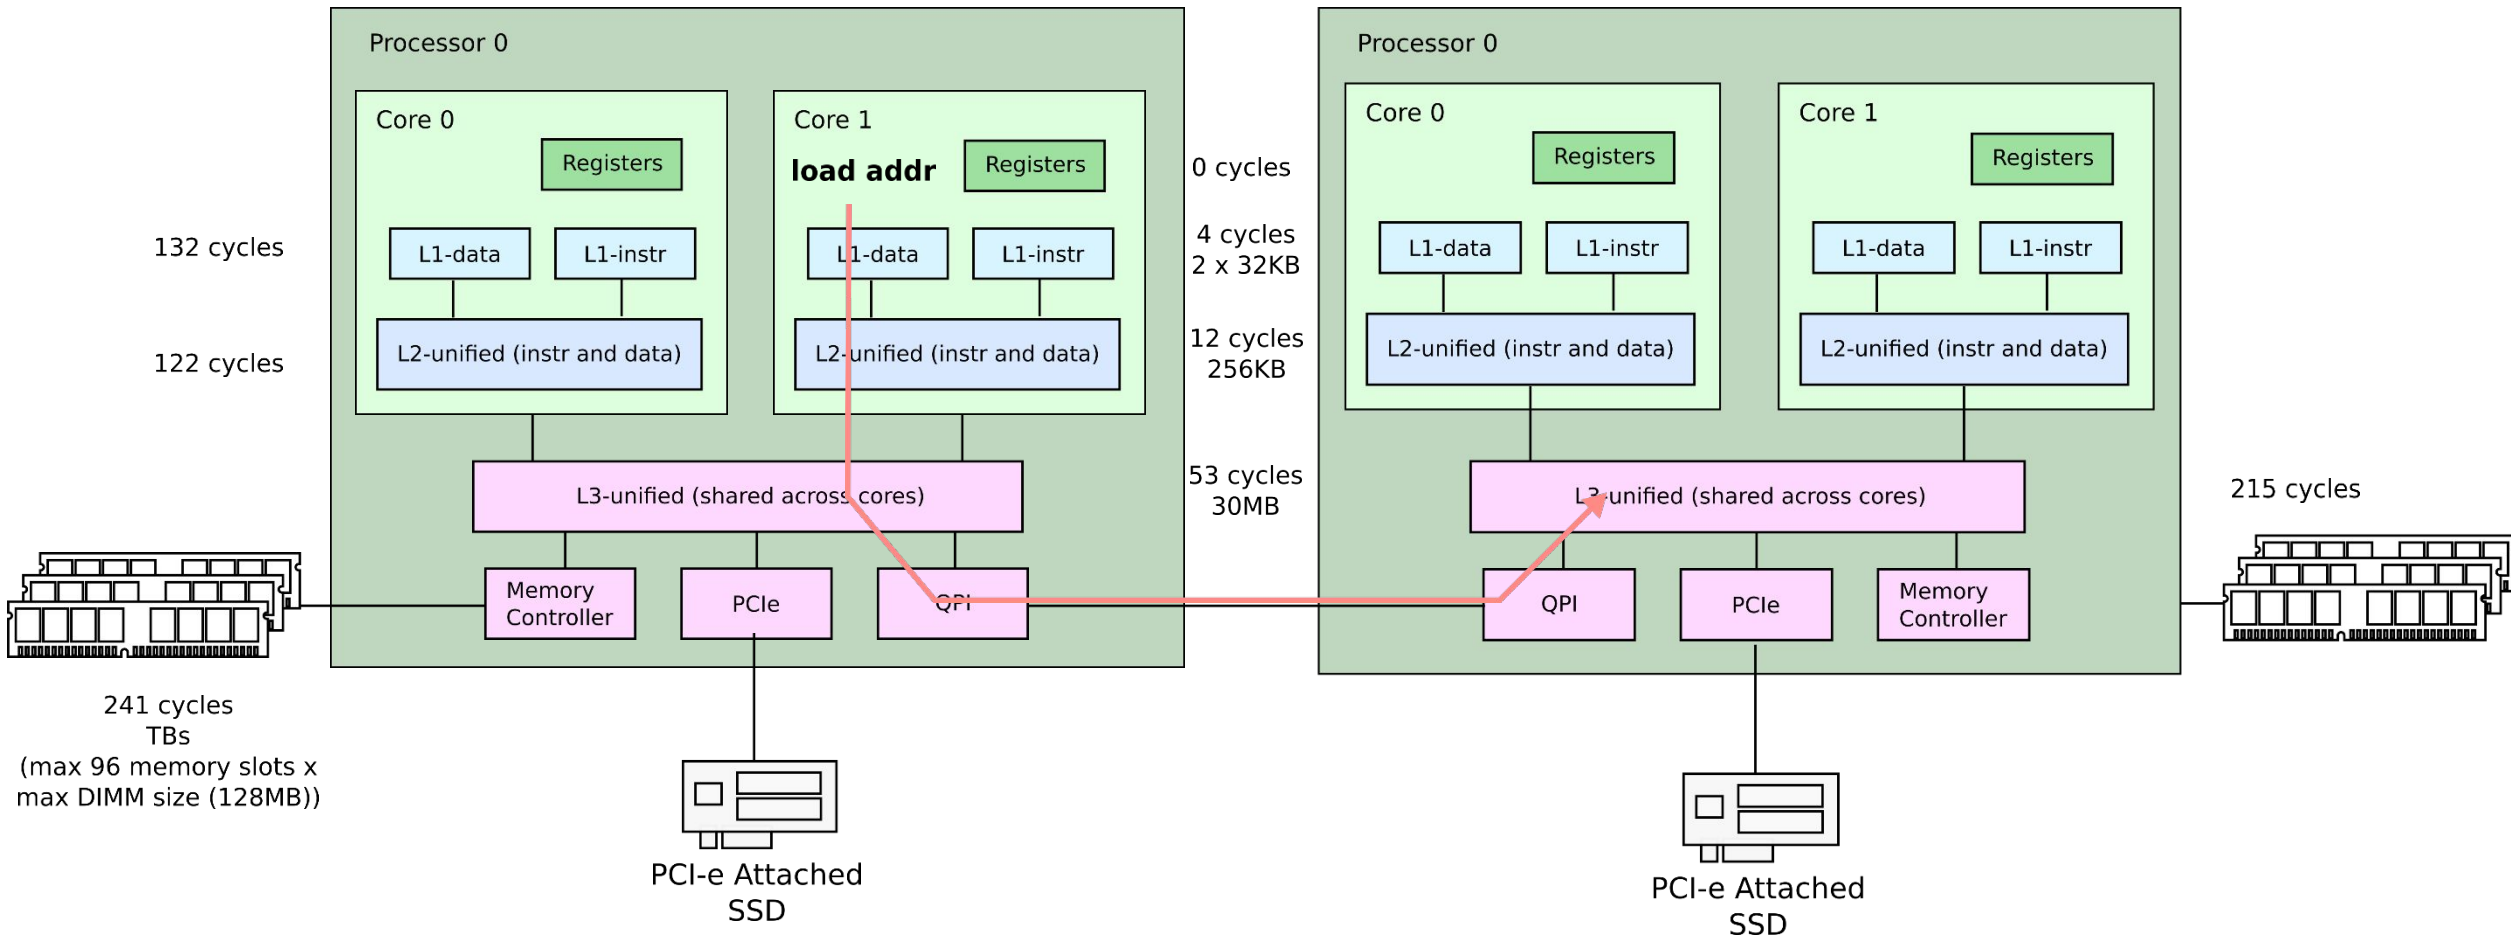 Processor 0
Core 0
Registers
L1-data
L1-instr
L2-unified (instr and data)
Core 1
load addr
Registers
L1-data
L1-instr
L2-unified (instr and data)
L3-unified (shared across cores)
Memory
Controller
PCIe
QPI
132 cycles
122 cycles
241 cycles
TBs
(max 96 memory slots x
max DIMM size (128MB))
PCI-e Attached
SSD
0 cycles
4 cycles
2 x 32KB
12 cycles
256KB
53 cycles
30MB
Processor 0
Core 0
Registers
L1-data
L1-instr
L2-unified (instr and data)
Core 1
Registers
L1-data
L1-instr
L2-unified (instr and data)
L3-unified (shared across cores)
QPI
PCIe
Memory
Controller
215 cycles
PCI-e Attached
SSD